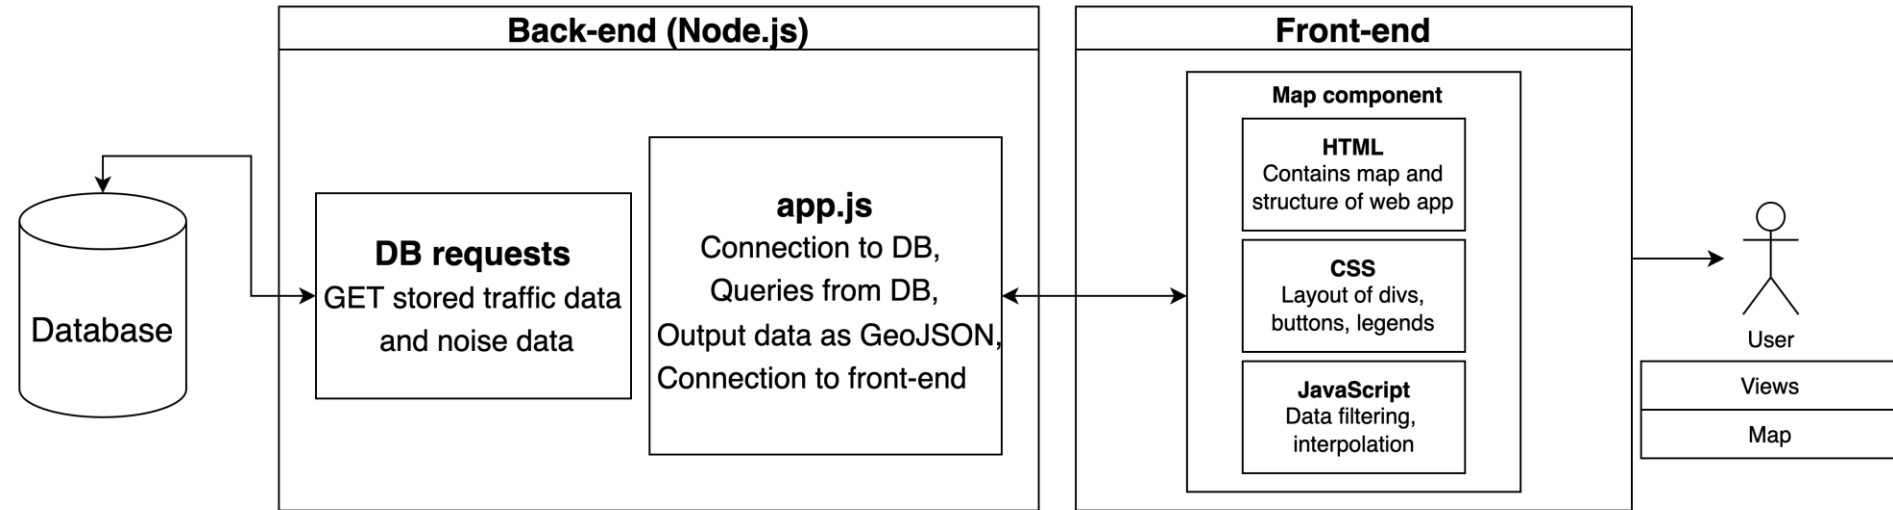 Back-end (Node.js)
Front-end
Database
DB requests
GET stored traffic data
and noise data
app.js
Connection to DB,
Queries from DB,
Output data as GeoJSON,
Connection to front-end
Map component
HTML
Contains map and
structure of web app
CSS
Layout of divs,
buttons, legends
JavaScript
Data filtering,
interpolation
User
Views
Map